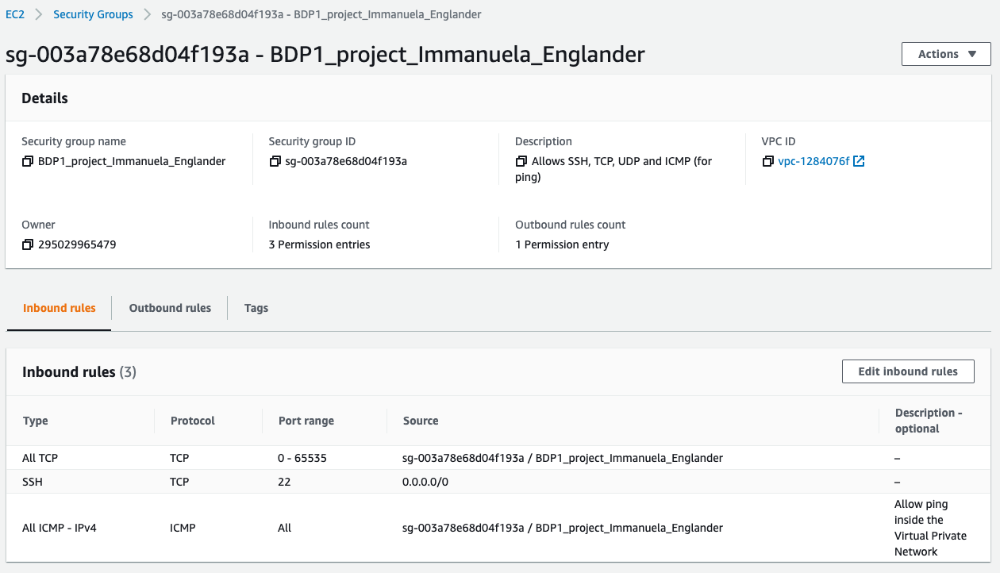 EC2 > Security Groups > sg-003a78e68d04f193a - BDP1_project_Immanuela_Englander
sg-003a78e68d04f193a - BDP1_project_Immanuela_Englander
Actions ▼
Details
Security group name
BDP1_project_Immanuela_Englander
Security group ID
sg-003a78e68d04f193a
Description
Allows SSH, TCP, UDP and ICMP (for
ping)
VPC ID
vpc-1284076f
Owner
295029965479
Inbound rules count
3 Permission entries
Outbound rules count
1 Permission entry
Inbound rules
Outbound rules
Tags
Inbound rules (3)
Edit inbound rules
Type Protocol Port range Source Description -
optional
All TCP TCP 0 - 65535 sg-003a78e68d04f193a / BDP1_project_Immanuela_Englander –
SSH TCP 22 0.0.0.0/0 –
All ICMP - IPv4 ICMP All sg-003a78e68d04f193a / BDP1_project_Immanuela_Englander
Allow ping
inside the
Virtual Private
Network